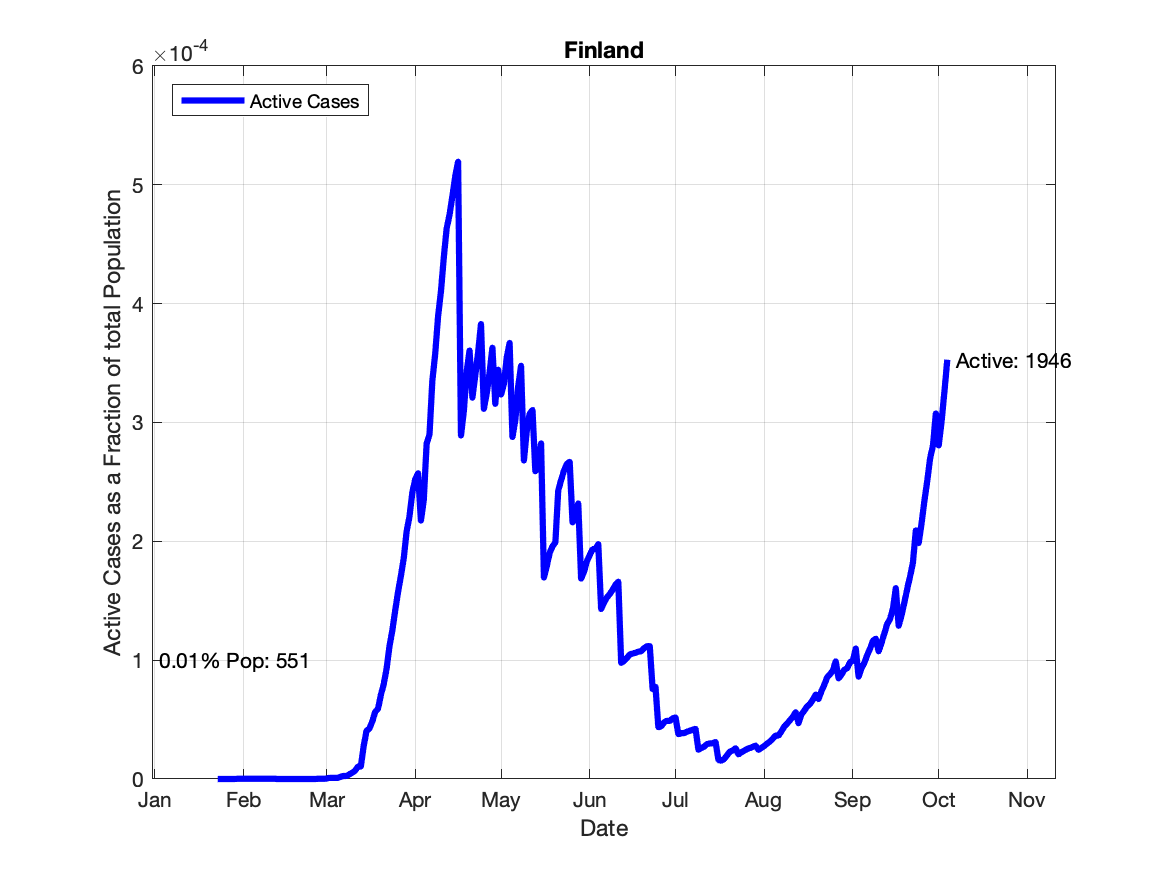 Finland
×10-4
6
5
4
3
2
1
0
Active Cases as a Fraction of total Population
Active Cases
Active: 1946
0.01% Pop: 551
Jan Feb Mar Apr May Jun Jul Aug Sep Oct Nov
Date